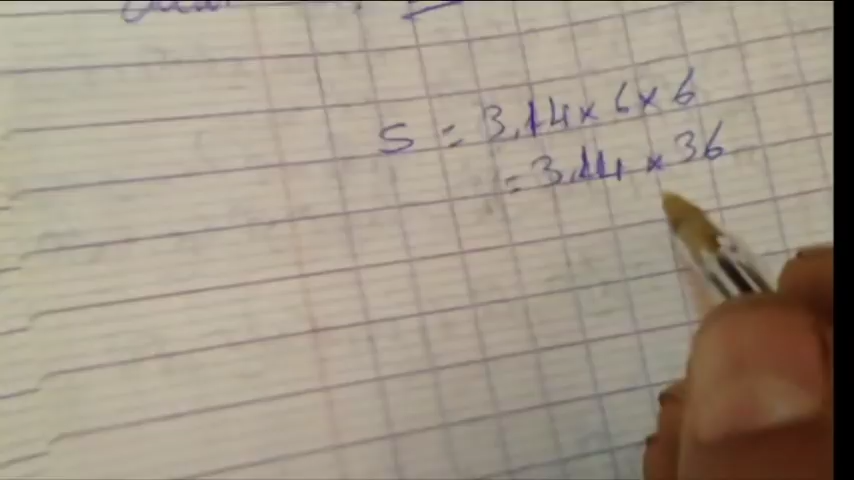 S = 3,14 x 6 x 6
= 3,14 x 36